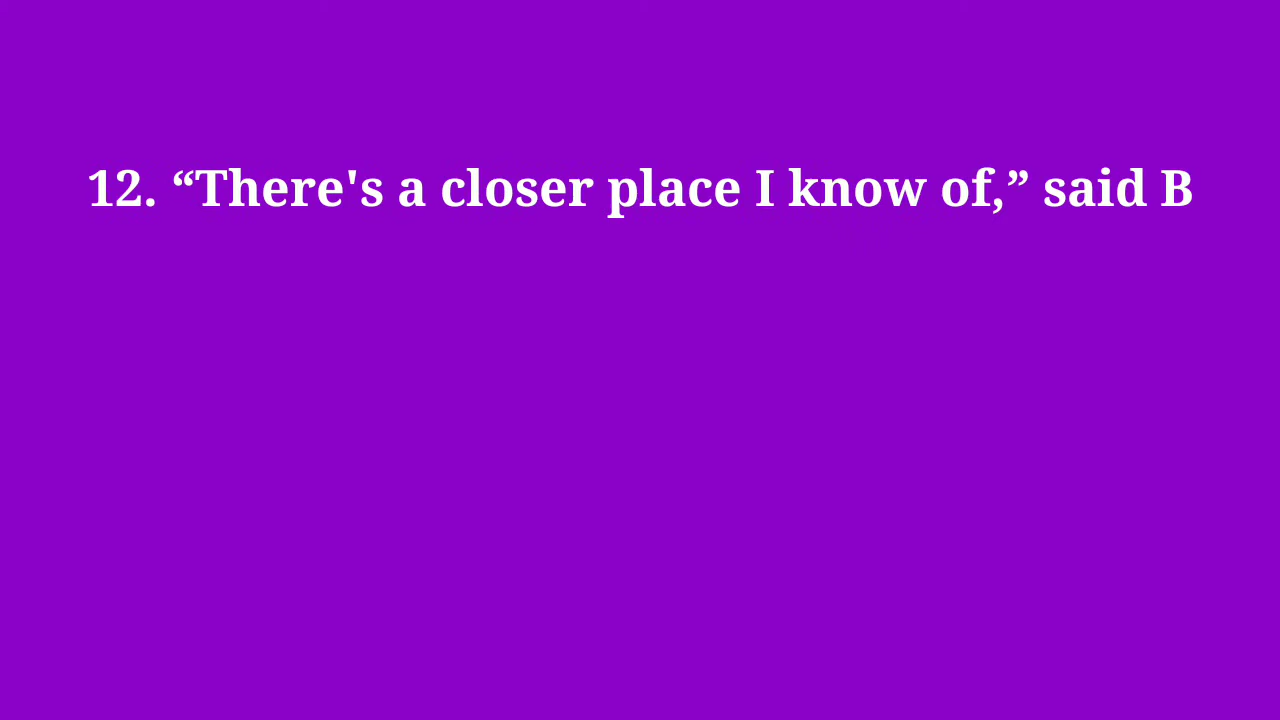 12. “There's a closer place I know of,” said B